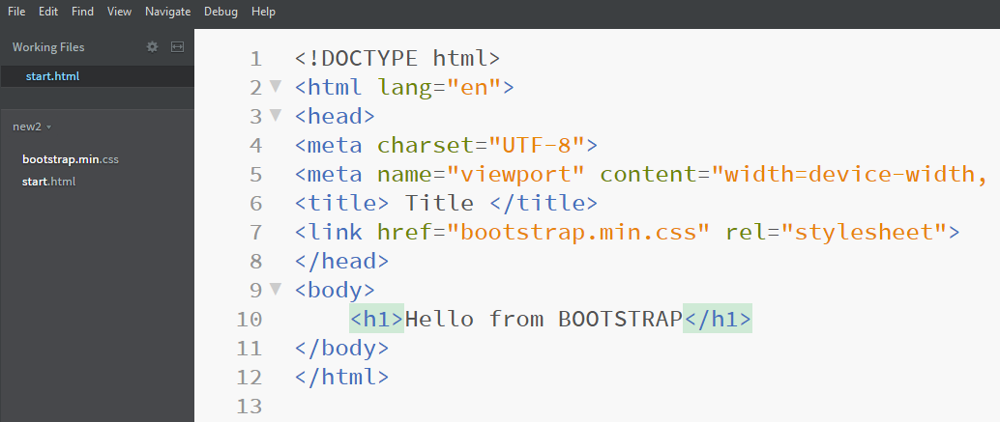 File Edit Find View Navigate Debug Help
Working Files
start.html
new2
bootstrap.min.css
start.html
1 <!DOCTYPE html>
2 <html lang="en">
3 <head>
4 <meta charset="UTF-8">
5 <meta name="viewport" content="width=device-width,
6 <title> Title </title>
7 <link href="bootstrap.min.css" rel="stylesheet">
8 </head>
9 <body>
10 <h1>Hello from BOOTSTRAP</h1>
11 </body>
12 </html>
13